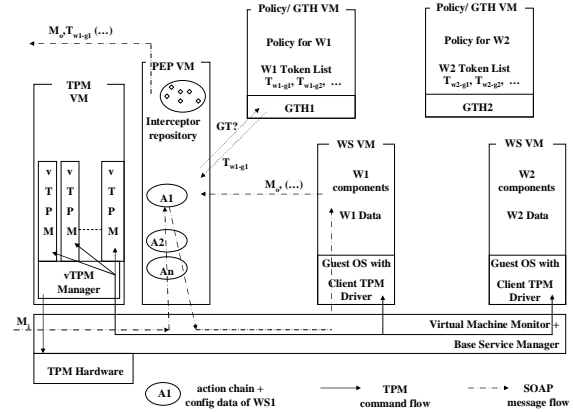 Mo,Tw1-g1 (…)
TPM
VM
PEP VM
Interceptor
repository
Policy/ GTH VM
Policy for W1
W1 Token List
Tw1-g1, Tw1-g2, …
GTH1
Policy/ GTH VM
Policy for W2
W2 Token List
Tw2-g1, Tw2-g2, …
GTH2
GT?
Tw1-g1
Mo, (…)
WS VM
W1
components
W1 Data
Guest OS with
Client TPM
Driver
WS VM
W2
components
W2 Data
Guest OS with
Client TPM
Driver
v
T
P
M
v
T
P
M
v
T
P
M
vTPM
Manager
A1
A2
An
Mi
Virtual Machine Monitor +
Base Service Manager
TPM Hardware
A1
action chain +
config data of WS1
TPM
command flow
SOAP
message flow